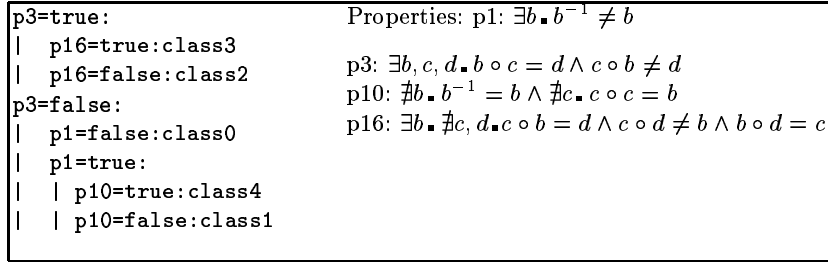 p3=true:
| p16=true:class3
| p16=false:class2
p3=false:
| p1=false:class0
| p1=true:
| | p10=true:class4
| | p10=false:class1
Properties: p1: ∃b ▪ b⁻¹ ≠ b
p3: ∃b, c, d ▪ b ∘ c = d ∧ c ∘ b ≠ d
p10: ∄b ▪ b⁻¹ = b ∧ ∄c ▪ c ∘ c = b
p16: ∃b ▪ ∄c, d ▪ c ∘ b = d ∧ c ∘ d ≠ b ∧ b ∘ d = c